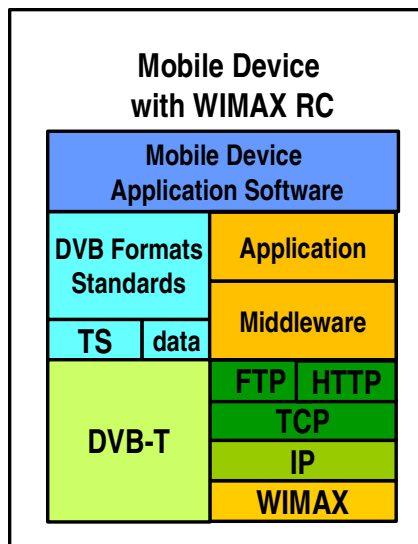 Mobile Device
with WIMAX RC
Mobile Device
Application Software
DVB Formats
Standards
Application
Middleware
TS
data
DVB-T
FTP
HTTP
TCP
IP
WIMAX